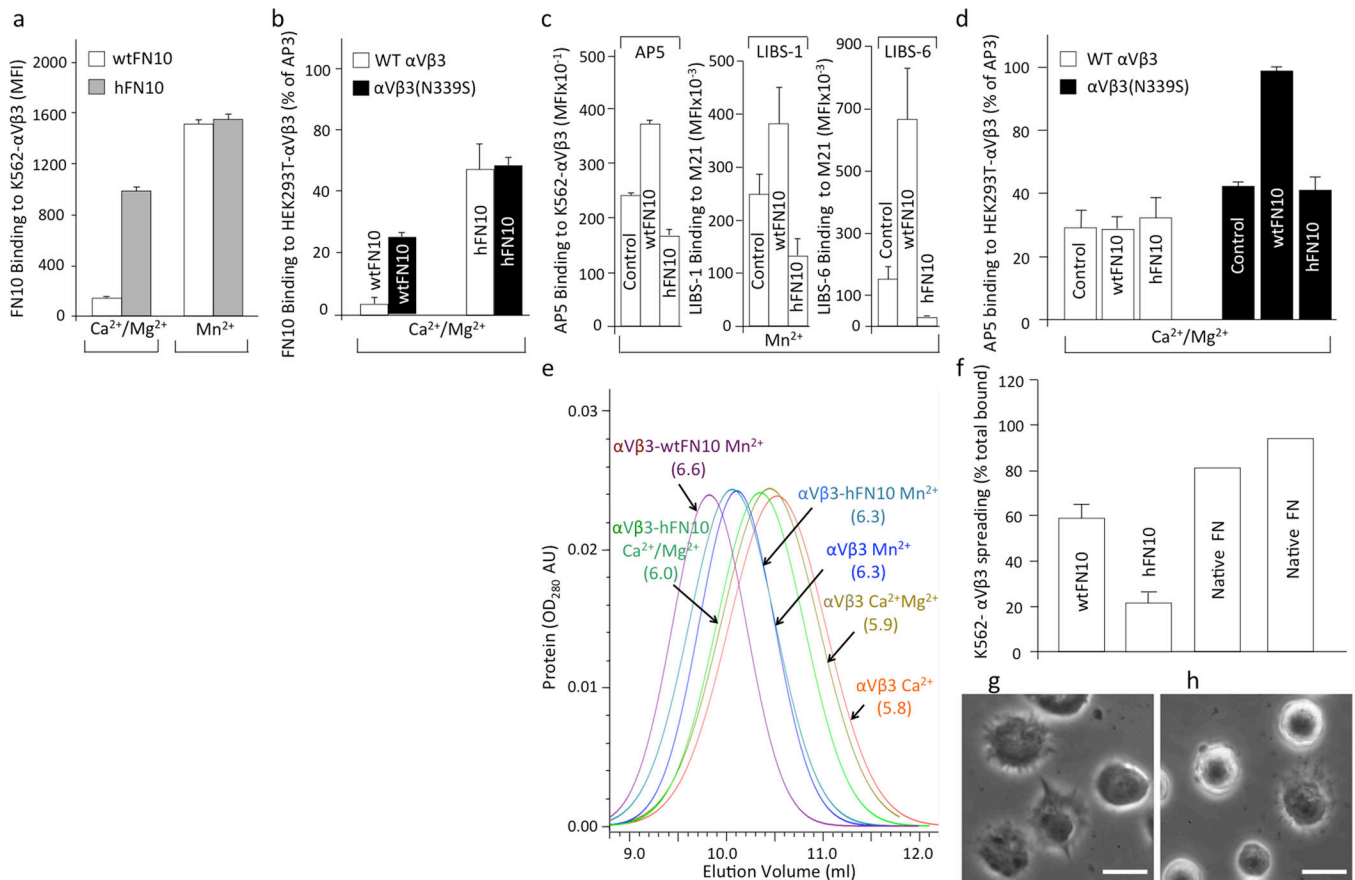 a
FN10 Binding to K562-αVβ3 (MFI)
wtFN10
hFN10
2000
1600
1200
800
400
0
Ca²⁺/Mg²⁺
Mn²⁺
b
FN10 Binding to HEK293T-αVβ3 (% of AP3)
WT αVβ3
αVβ3(N339S)
100
80
60
40
20
0
wtFN10
wtFN10
hFN10
hFN10
Ca²⁺/Mg²⁺
c
AP5
AP5 Binding to K562-αVβ3 (MFIx10⁻¹)
500
400
300
200
100
0
Control
wtFN10
hFN10
LIBS-1
LIBS-1 Binding to M21 (MFIx10⁻³)
250
200
150
100
50
0
Control
wtFN10
hFN10
LIBS-6
LIBS-6 Binding to M21 (MFIx10⁻³)
900
750
600
450
300
150
0
Control
wtFN10
hFN10
Mn²⁺
d
AP5 binding to HEK293T-αVβ3 (% of AP3)
WT αVβ3
αVβ3(N339S)
100
80
60
40
20
0
Control
wtFN10
hFN10
Control
wtFN10
hFN10
Ca²⁺/Mg²⁺
e
Protein (OD₂₈₀ AU)
0.03
0.02
0.01
0.00
αVβ3-wtFN10 Mn²⁺
(6.6)
αVβ3-hFN10
Ca²⁺/Mg²⁺
(6.0)
αVβ3-hFN10 Mn²⁺
(6.3)
αVβ3 Mn²⁺
(6.3)
αVβ3 Ca²⁺Mg²⁺
(5.9)
αVβ3 Ca²⁺
(5.8)
9.0
10.0
11.0
12.0
Elution Volume (ml)
f
K562- αVβ3 spreading (% total bound)
120
100
80
60
40
20
0
wtFN10
hFN10
Native FN
Native FN
g
h